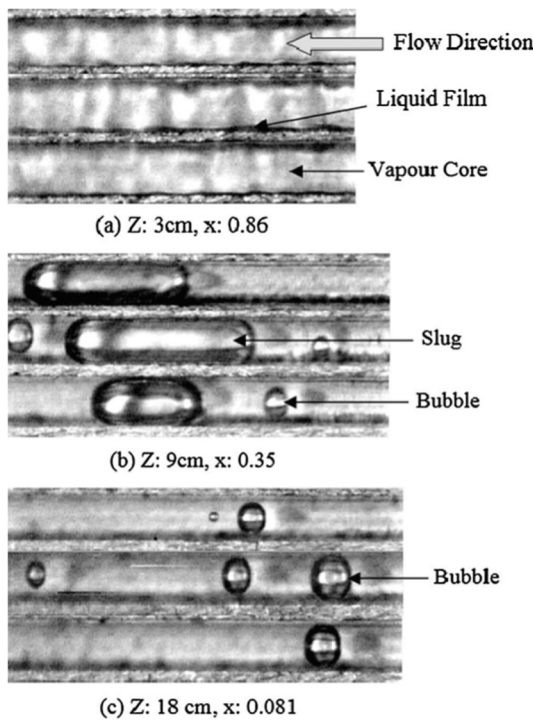 Flow Direction
Liquid Film
Vapour Core
(a) Z: 3cm, x: 0.86
Slug
Bubble
(b) Z: 9cm, x: 0.35
Bubble
(c) Z: 18 cm, x: 0.081